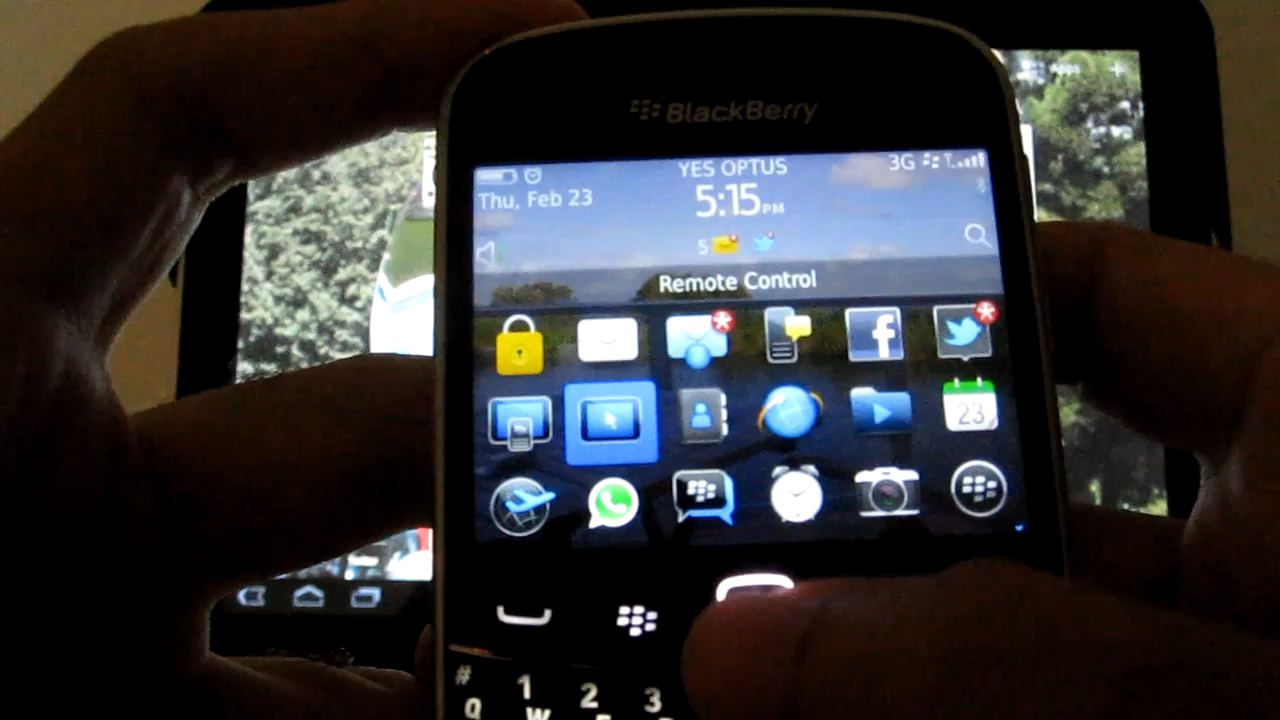 BlackBerry
YES OPTUS
3G
Thu, Feb 23
5:15PM
5
Remote Control
23
# 1 2 3
Q W